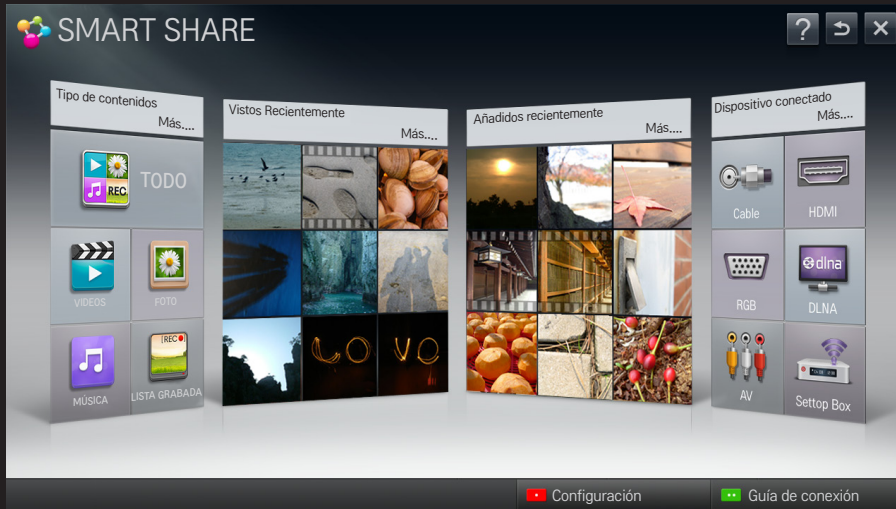 SMART SHARE
?
Tipo de contenidos
Más....
TODO
REC
VIDEOS
FOTO
MÚSICA
[REC●]
LISTA GRABADA
Vistos Recientemente
Más....
LOVe
Añadidos recientemente
Más....
Dispositivo conectado
Más....
Cable
HDMI
RGB
dlna
DLNA
AV
Settop Box
Configuración
Guía de conexión